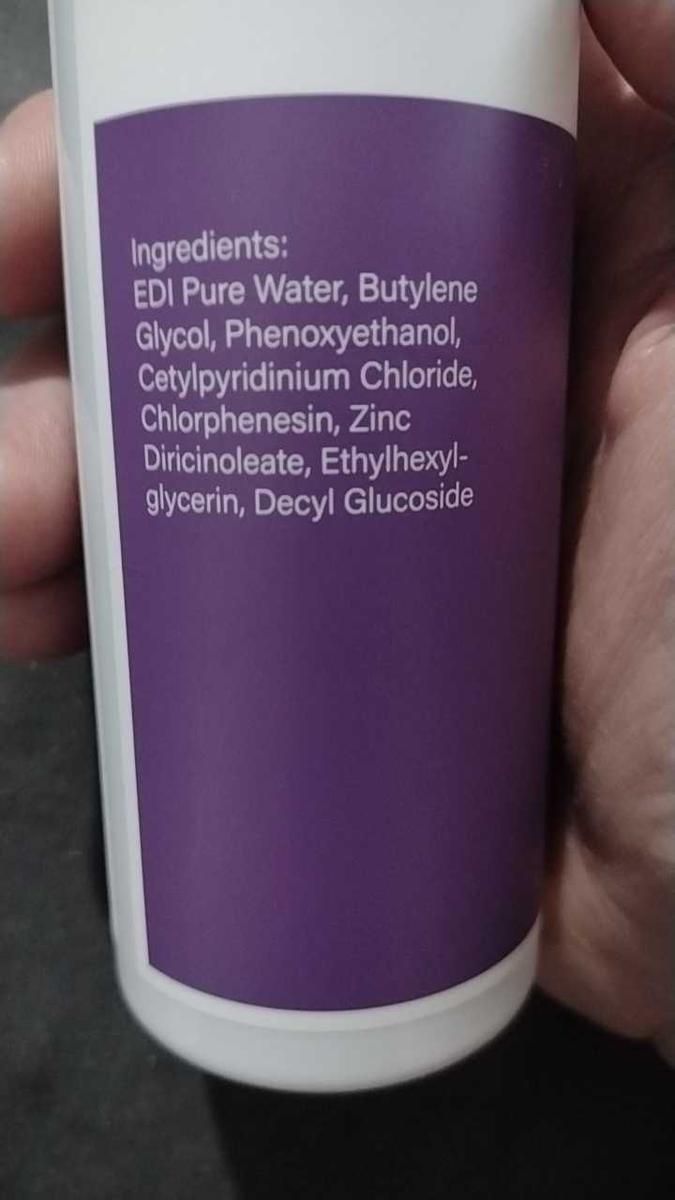 Ingredients:
EDI Pure Water, Butylene
Glycol, Phenoxyethanol,
Cetylpyridinium Chloride,
Chlorphenesin, Zinc
Diricinoleate, Ethylhexyl-
glycerin, Decyl Glucoside